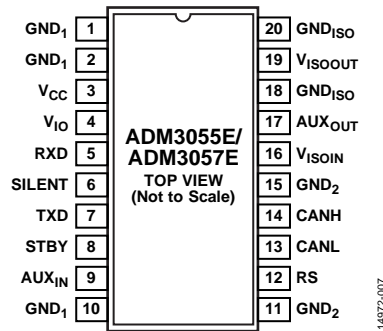 GND1 1 20 GNDISO
GND1 2 19 VISOOUT
VCC 3 18 GNDISO
VIO 4 17 AUXOUT
RXD 5 16 VISOIN
SILENT 6 15 GND2
TXD 7 14 CANH
STBY 8 13 CANL
AUXIN 9 12 RS
GND1 10 11 GND2
ADM3055E/
ADM3057E
TOP VIEW
(Not to Scale)
14972-007